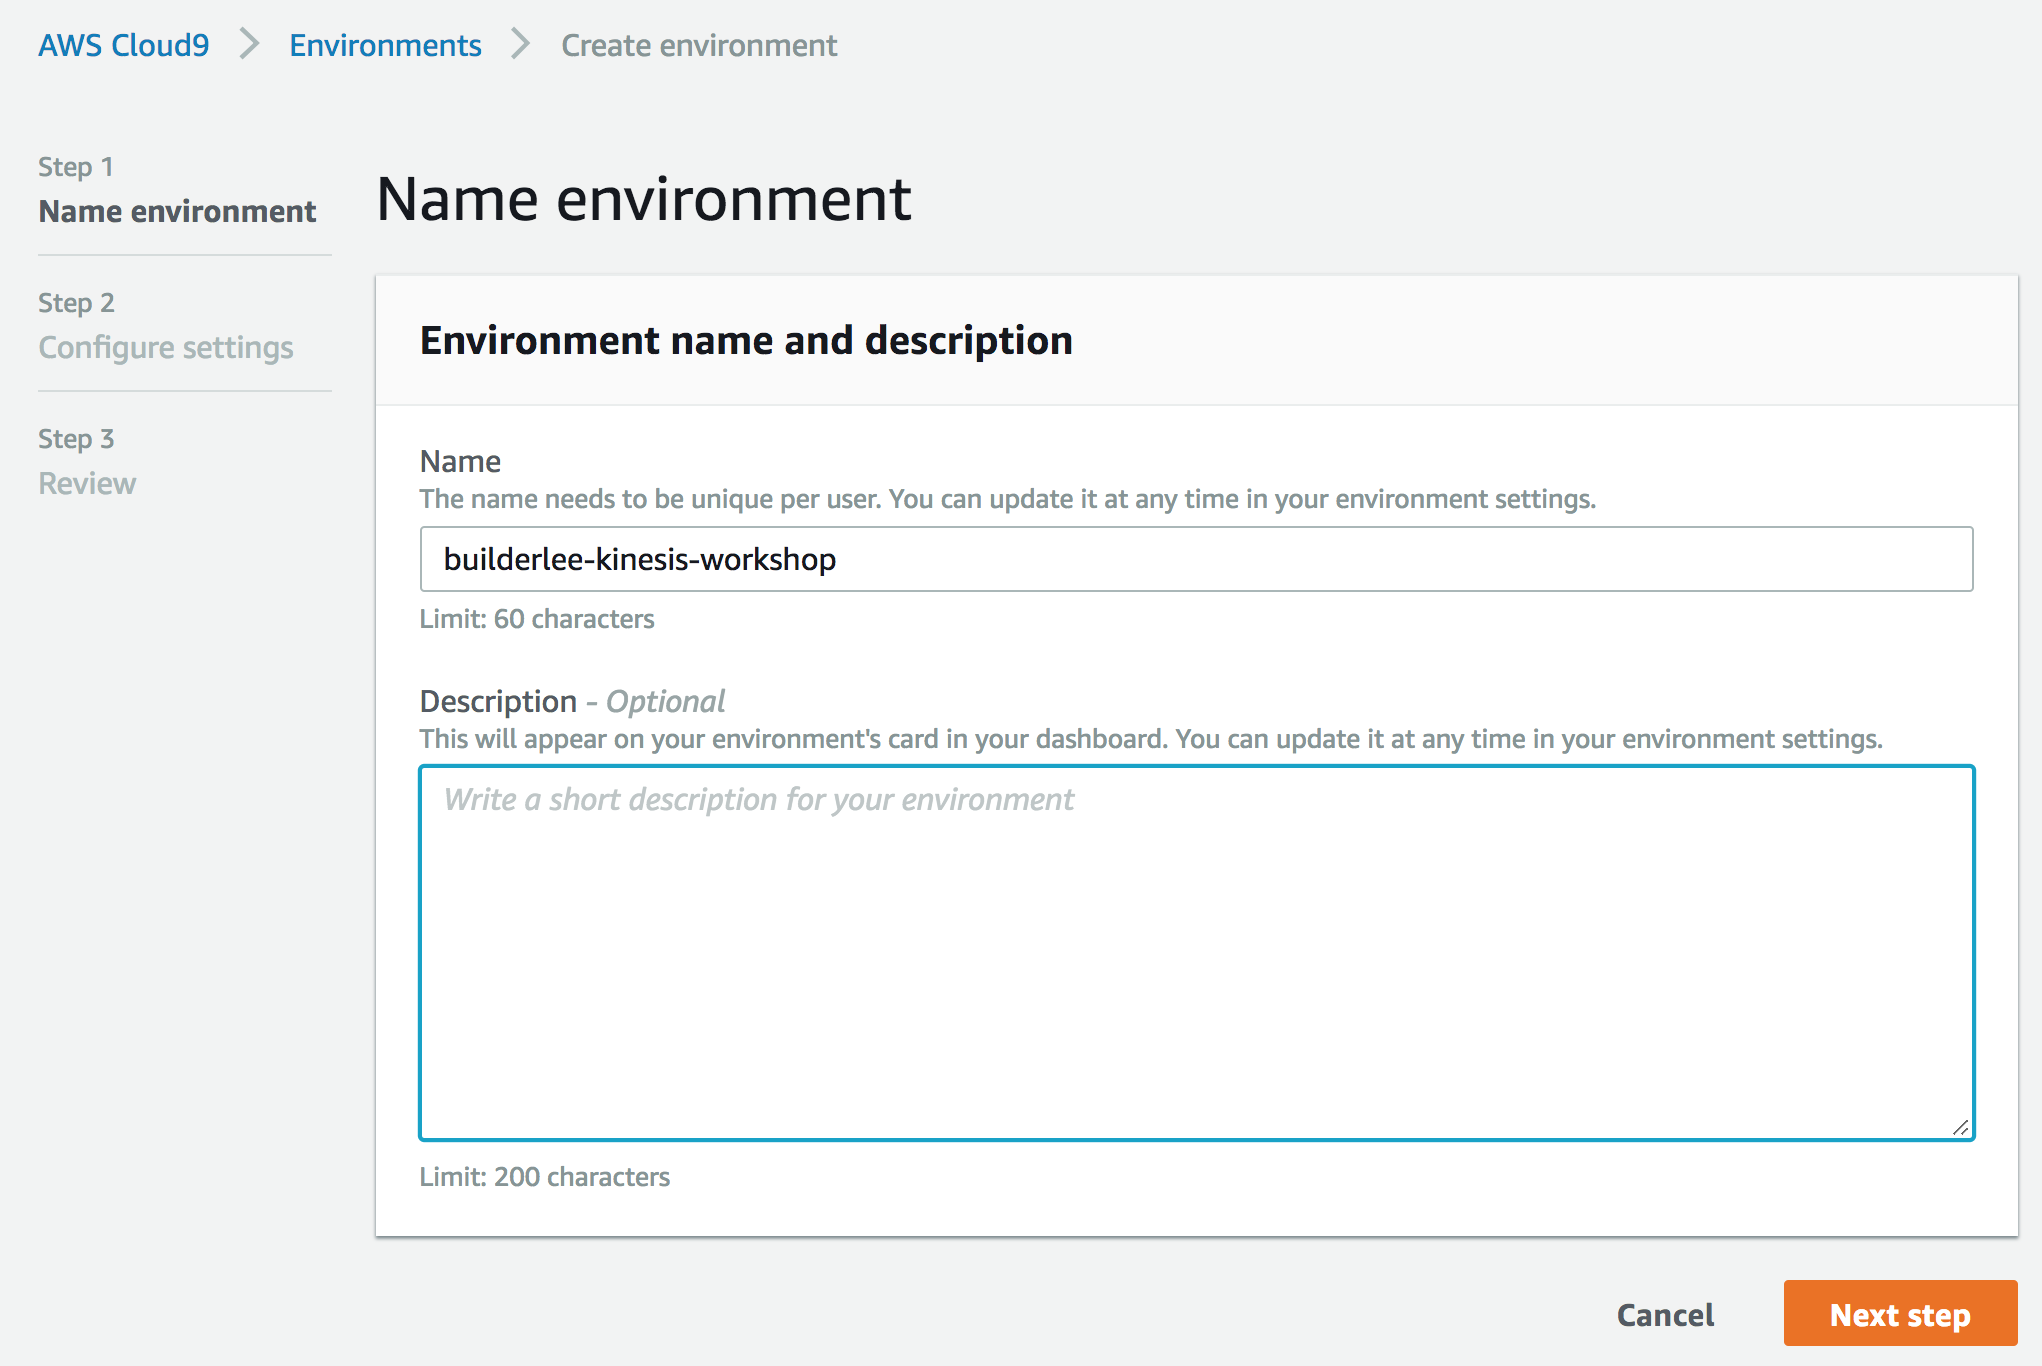 AWS Cloud9 > Environments > Create environment
Step 1
Name environment
Step 2
Configure settings
Step 3
Review
Name environment
Environment name and description
Name
The name needs to be unique per user. You can update it at any time in your environment settings.
builderlee-kinesis-workshop
Limit: 60 characters
Description - Optional
This will appear on your environment's card in your dashboard. You can update it at any time in your environment settings.
Write a short description for your environment
Limit: 200 characters
Cancel
Next step